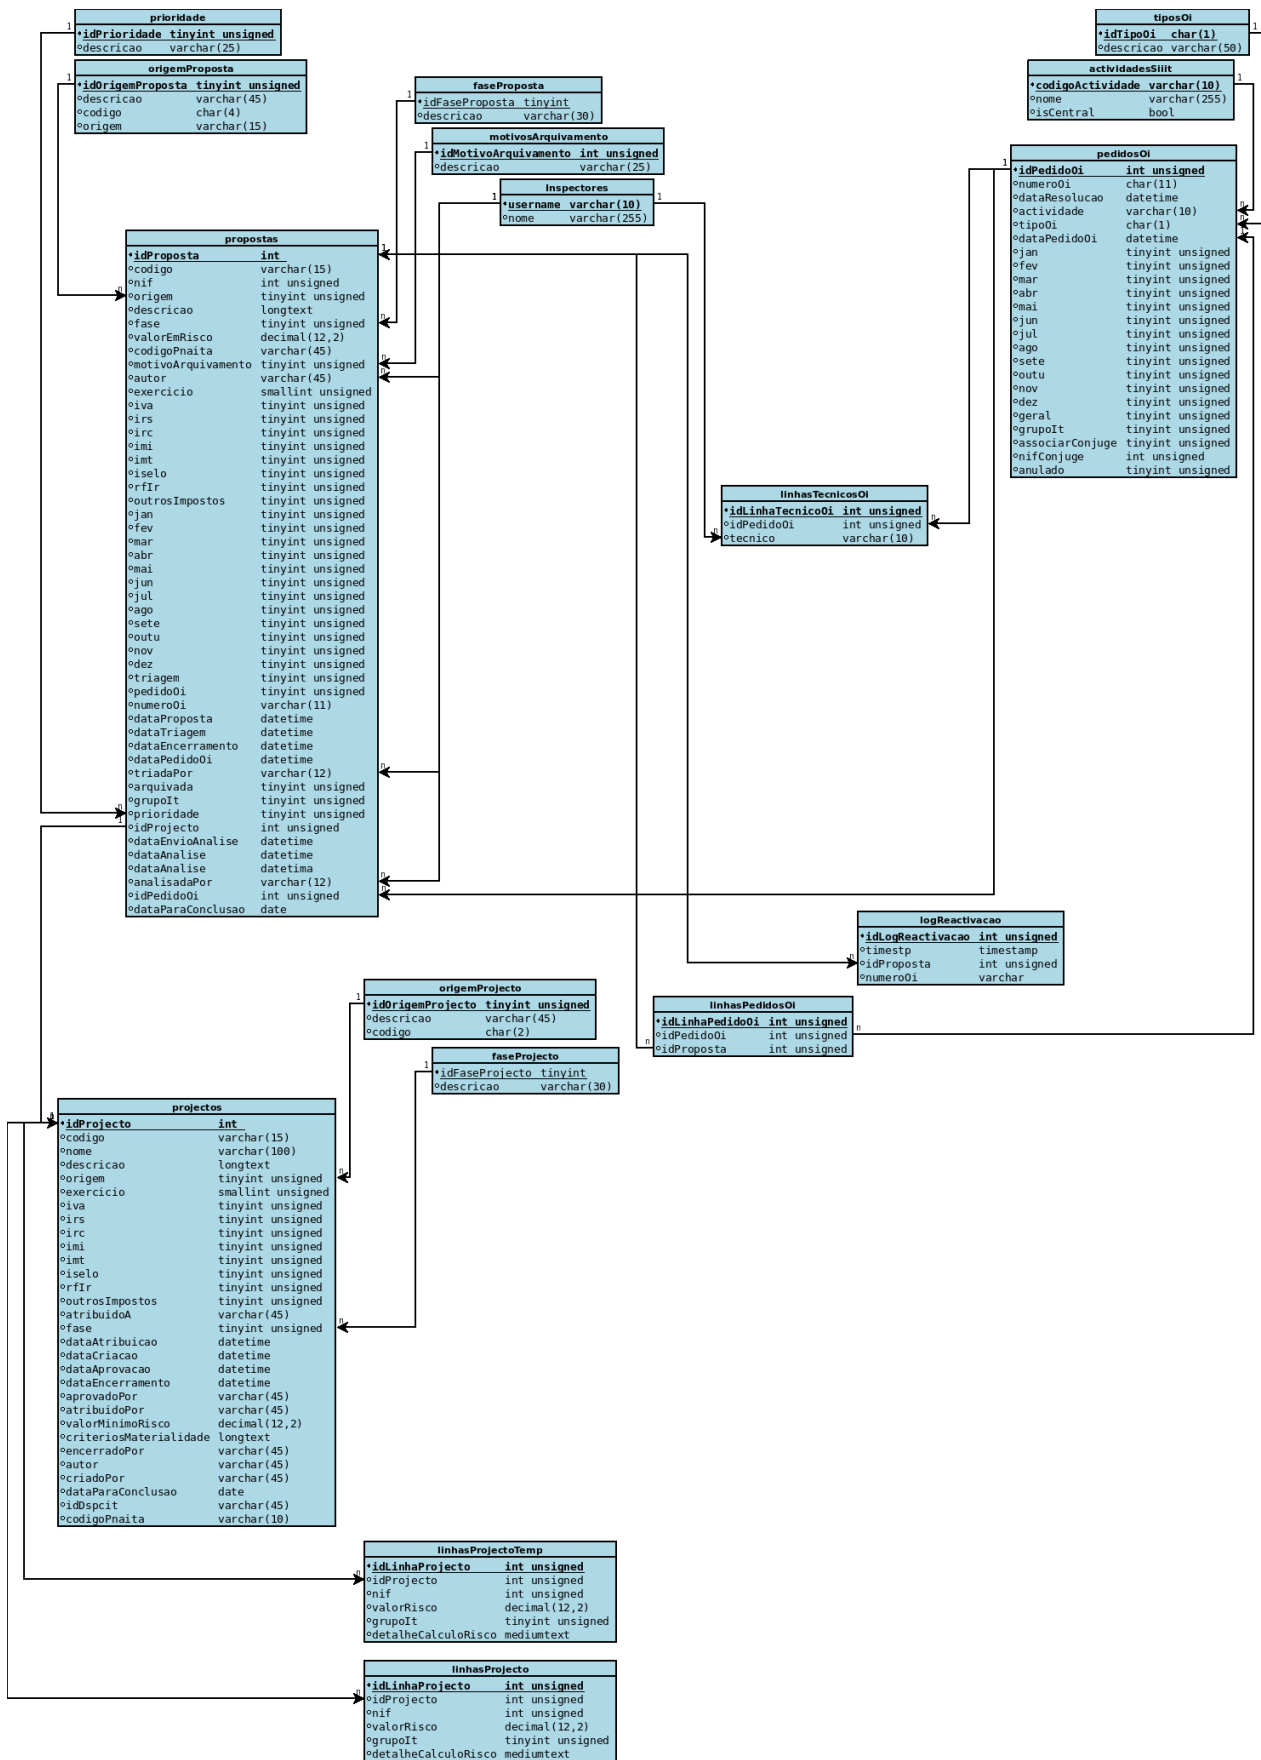 prioridade
idPrioridade tinyint unsigned
descricao varchar(25)
origemProposta
idOrigemProposta tinyint unsigned
descricao varchar(45)
codigo char(4)
origem varchar(15)
faseProposta
idFaseProposta tinyint
descricao varchar(30)
motivosArquivamento
idMotivoArquivamento int unsigned
descricao varchar(25)
Inspectores
username varchar(10)
nome varchar(255)
tiposOi
idTipoOi char(1)
descricao varchar(50)
actividadesSiiit
codigoActividade varchar(10)
nome varchar(255)
isCentral bool
pedidosOi
idPedidoOi int unsigned
numeroOi char(11)
dataResolucao datetime
actividade varchar(10)
tipoOi char(1)
dataPedidoOi datetime
jan tinyint unsigned
fev tinyint unsigned
mar tinyint unsigned
abr tinyint unsigned
mai tinyint unsigned
jun tinyint unsigned
jul tinyint unsigned
ago tinyint unsigned
sete tinyint unsigned
outu tinyint unsigned
nov tinyint unsigned
dez tinyint unsigned
geral tinyint unsigned
grupoIt tinyint unsigned
associarConjuge tinyint unsigned
nifConjuge int unsigned
anulado tinyint unsigned
propostas
idProposta int
codigo varchar(15)
nif int unsigned
origem tinyint unsigned
descricao longtext
fase tinyint unsigned
valorEmRisco decimal(12,2)
codigoPnaita varchar(45)
motivoArquivamento tinyint unsigned
autor varchar(45)
exercicio smallint unsigned
iva tinyint unsigned
irs tinyint unsigned
irc tinyint unsigned
imi tinyint unsigned
imt tinyint unsigned
iselo tinyint unsigned
rfIr tinyint unsigned
outrosImpostos tinyint unsigned
jan tinyint unsigned
fev tinyint unsigned
mar tinyint unsigned
abr tinyint unsigned
mai tinyint unsigned
jun tinyint unsigned
jul tinyint unsigned
ago tinyint unsigned
sete tinyint unsigned
outu tinyint unsigned
nov tinyint unsigned
dez tinyint unsigned
triagem tinyint unsigned
pedidoOi tinyint unsigned
numeroOi varchar(11)
dataProposta datetime
dataTriagem datetime
dataEncerramento datetime
dataPedidoOi datetime
triadaPor varchar(12)
arquivada tinyint unsigned
grupoIt tinyint unsigned
prioridade tinyint unsigned
idProjecto int unsigned
dataEnvioAnalise datetime
dataAnalise datetime
dataAnalise datetima
analisadaPor varchar(12)
idPedidoOi int unsigned
dataParaConclusao date
linhasTecnicosOi
idLinhaTecnicoOi int unsigned
idPedidoOi int unsigned
tecnico varchar(10)
logReactivacao
idLogReactivacao int unsigned
timestp timestamp
idProposta int unsigned
numeroOi varchar
origemProjecto
idOrigemProjecto tinyint unsigned
descricao varchar(45)
codigo char(2)
linhasPedidosOi
idLinhaPedidoOi int unsigned
idPedidoOi int unsigned
idProposta int unsigned
faseProjecto
idFaseProjecto tinyint
descricao varchar(30)
projectos
idProjecto int
codigo varchar(15)
nome varchar(100)
descricao longtext
origem tinyint unsigned
exercicio smallint unsigned
iva tinyint unsigned
irs tinyint unsigned
irc tinyint unsigned
imi tinyint unsigned
imt tinyint unsigned
iselo tinyint unsigned
rfIr tinyint unsigned
outrosImpostos tinyint unsigned
atribuidoA varchar(45)
fase tinyint unsigned
dataAtribuicao datetime
dataCriacao datetime
dataAprovacao datetime
dataEncerramento datetime
aprovadoPor varchar(45)
atribuidoPor varchar(45)
valorMinimoRisco decimal(12,2)
criteriosMaterialidade longtext
encerradoPor varchar(45)
autor varchar(45)
criadoPor varchar(45)
dataParaConclusao date
idDspcit varchar(45)
codigoPnaita varchar(10)
linhasProjectoTemp
idLinhaProjecto int unsigned
idProjecto int unsigned
nif int unsigned
valorRisco decimal(12,2)
grupoIt tinyint unsigned
detalheCalculoRisco mediumtext
linhasProjecto
idLinhaProjecto int unsigned
idProjecto int unsigned
nif int unsigned
valorRisco decimal(12,2)
grupoIt tinyint unsigned
detalheCalculoRisco mediumtext